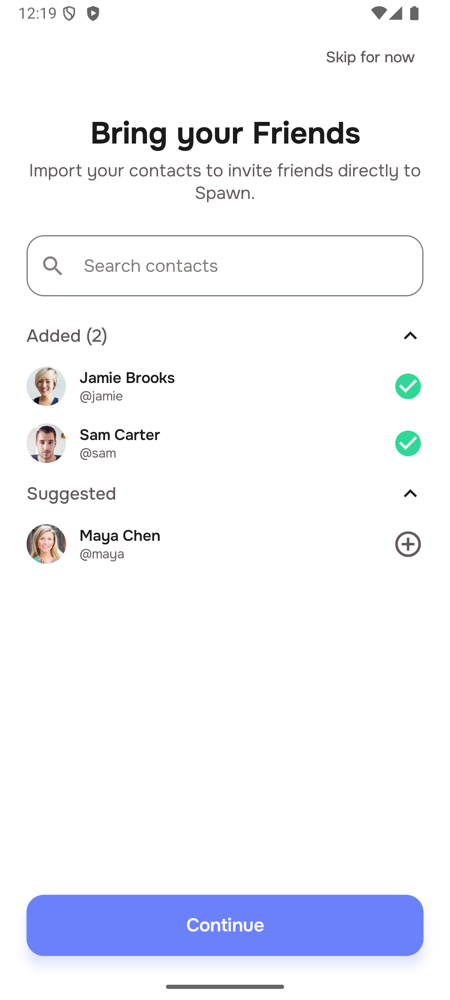 12:19
Skip for now
Bring your Friends
Import your contacts to invite friends directly to
Spawn.
Search contacts
Added (2)
Jamie Brooks
@jamie
Sam Carter
@sam
Suggested
Maya Chen
@maya
Continue